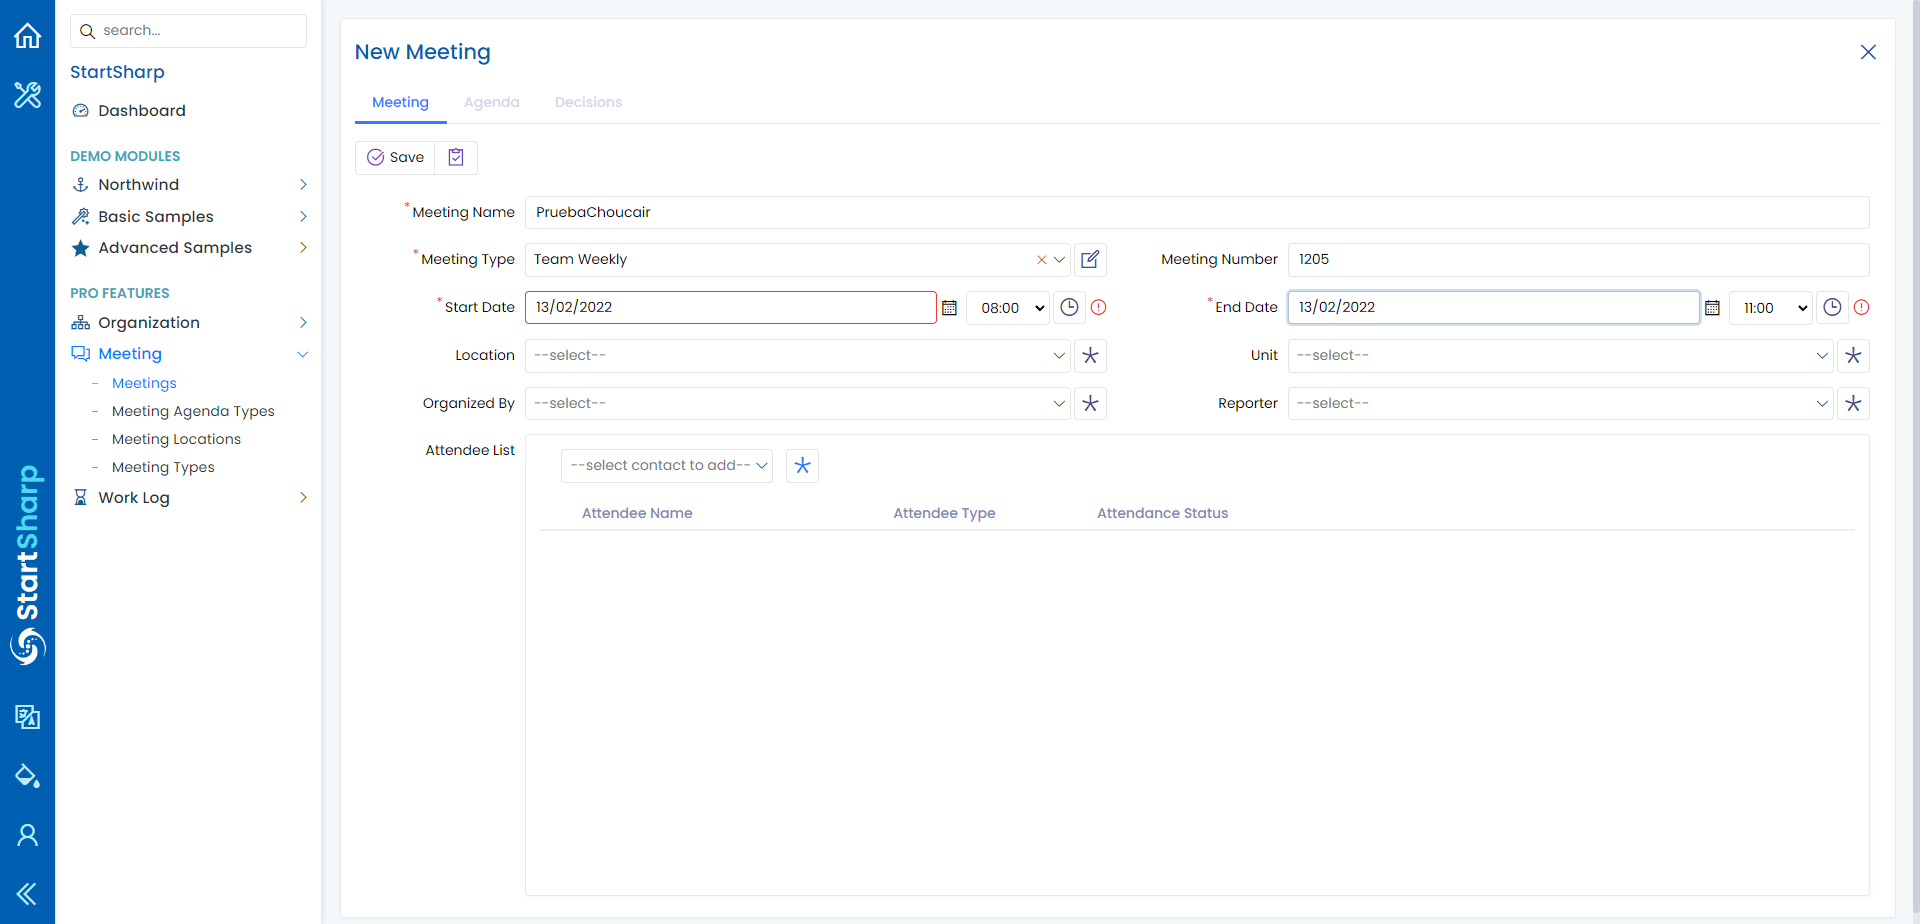 search...
StartSharp
Dashboard
DEMO MODULES
Northwind
Basic Samples
Advanced Samples
PRO FEATURES
Organization
Meeting
– Meetings
– Meeting Agenda Types
– Meeting Locations
– Meeting Types
Work Log
StartSharp
New Meeting
Meeting Agenda Decisions
Save
*Meeting Name PruebaChoucair
*Meeting Type Team Weekly Meeting Number 1205
*Start Date 13/02/2022 08:00 *End Date 13/02/2022 11:00
Location --select-- Unit --select--
Organized By --select-- Reporter --select--
Attendee List
--select contact to add--
Attendee Name Attendee Type Attendance Status